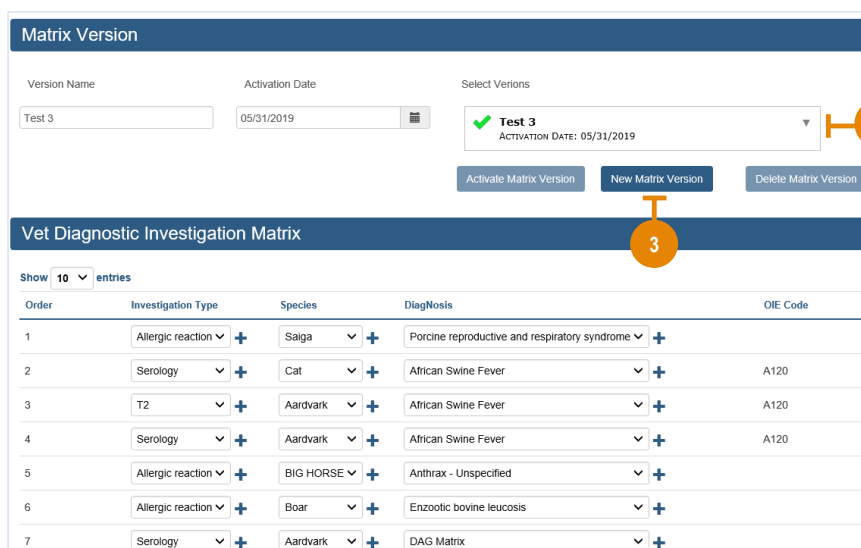 Matrix Version
Version Name Activation Date Select Verions
Test 3 05/31/2019 Test 3
ACTIVATION DATE: 05/31/2019
Activate Matrix Version New Matrix Version Delete Matrix Version
3
Vet Diagnostic Investigation Matrix
Show 10 entries
Order Investigation Type Species DiagNosis OIE Code
1 Allergic reaction Saiga Porcine reproductive and respiratory syndrome
2 Serology Cat African Swine Fever A120
3 T2 Aardvark African Swine Fever A120
4 Serology Aardvark African Swine Fever A120
5 Allergic reaction BIG HORSE Anthrax - Unspecified
6 Allergic reaction Boar Enzootic bovine leucosis
7 Serology Aardvark DAG Matrix